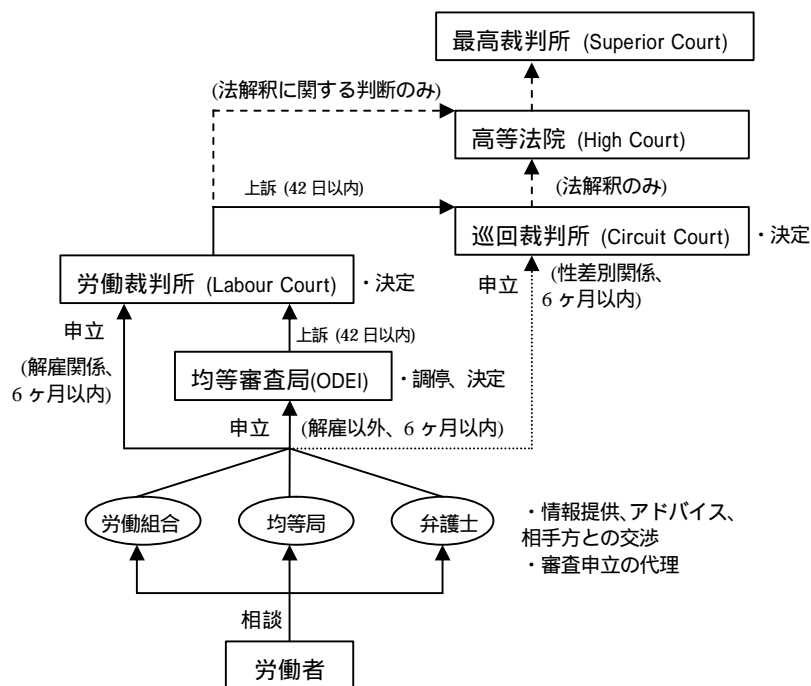 最高裁判所 (Superior Court)
(法解釈に関する判断のみ)
高等法院 (High Court)
上訴 (42 日以内)
(法解釈のみ)
巡回裁判所 (Circuit Court)
・決定
労働裁判所 (Labour Court)
・決定
申立
(性差別関係、
6 ヶ月以内)
申立
(解雇関係、
6 ヶ月以内)
上訴 (42 日以内)
均等審査局(ODEI)
・調停、決定
申立
(解雇以外、6 ヶ月以内)
労働組合
均等局
弁護士
・情報提供、アドバイス、
相手方との交渉
・審査申立の代理
相談
労働者